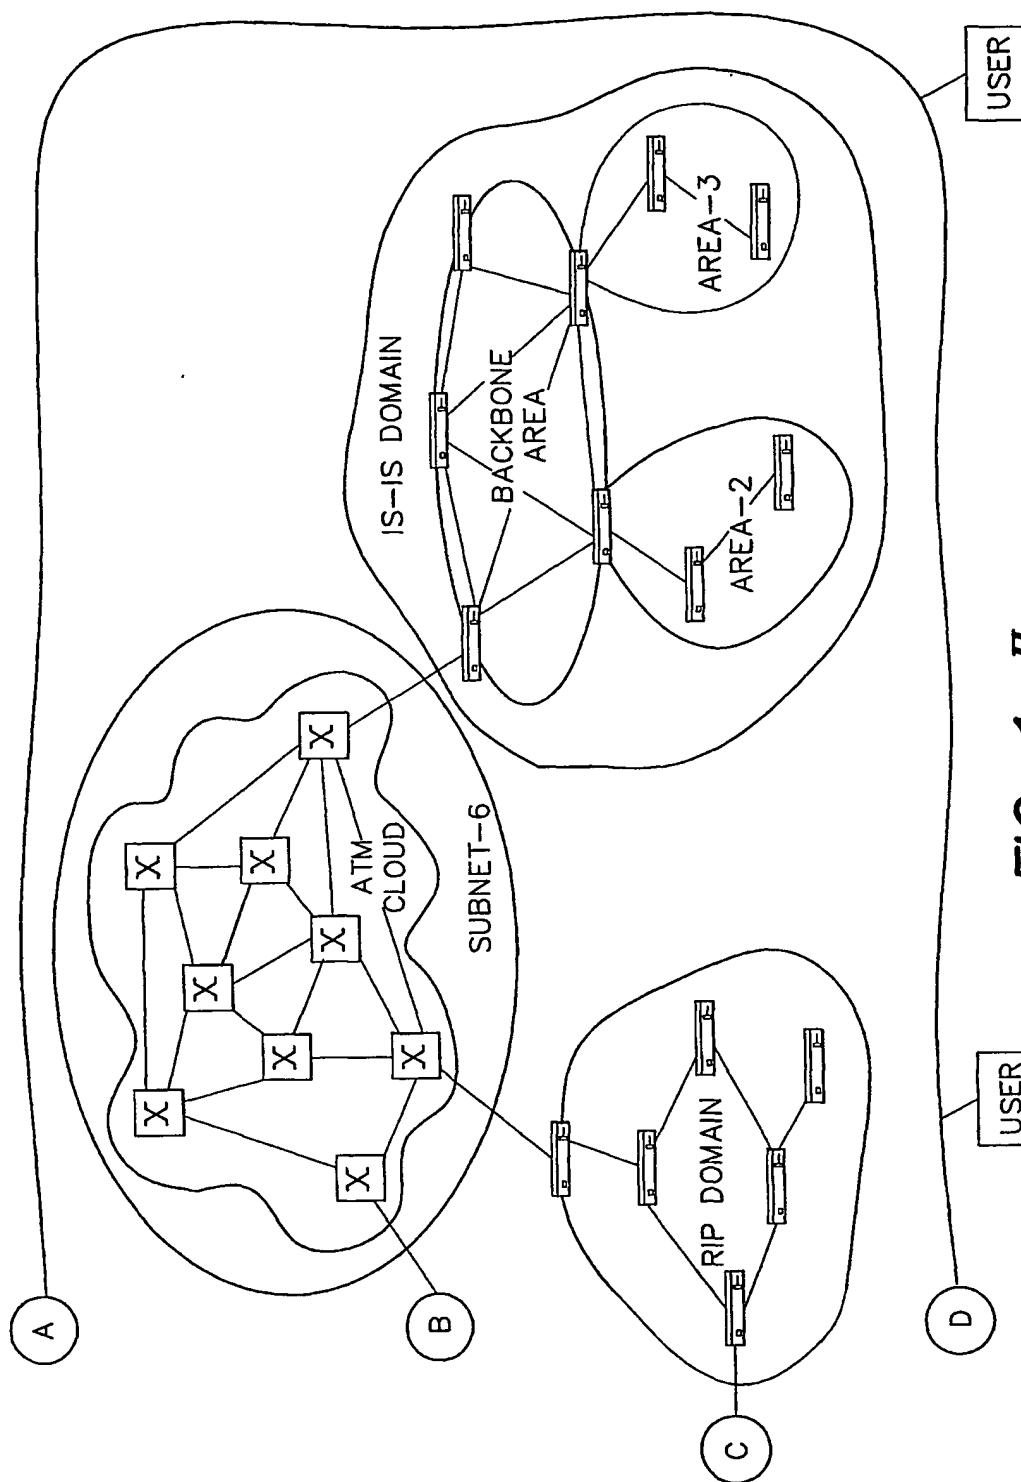 A
ATM
CLOUD
IS-IS DOMAIN
B
SUBNET-6
BACKBONE
AREA
RIP DOMAIN
AREA-3
C
AREA-2
D
USER
USER